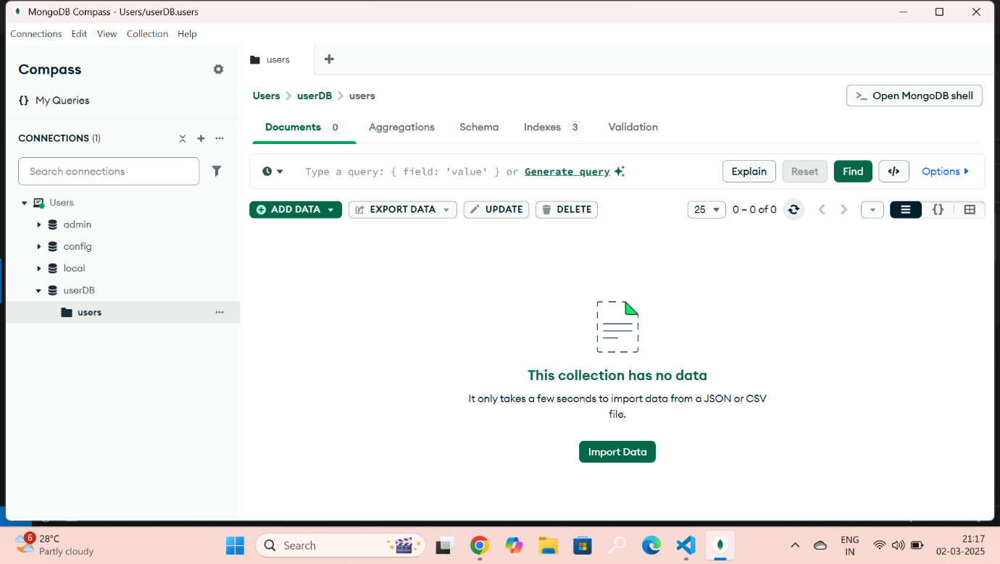 MongoDB Compass - Users/userDB.users
Connections Edit View Collection Help
Compass
{} My Queries
CONNECTIONS (1)
Search connections
Users
admin
config
local
userDB
users
users
Users > userDB > users
>_ Open MongoDB shell
Documents 0 Aggregations Schema Indexes 3 Validation
Type a query: { field: 'value' } or Generate query
Explain Reset Find </> Options
ADD DATA EXPORT DATA UPDATE DELETE
25 0 – 0 of 0 {}
This collection has no data
It only takes a few seconds to import data from a JSON or CSV
file.
Import Data
6
28°C
Partly cloudy
Search
ENG
IN
21:17
02-03-2025